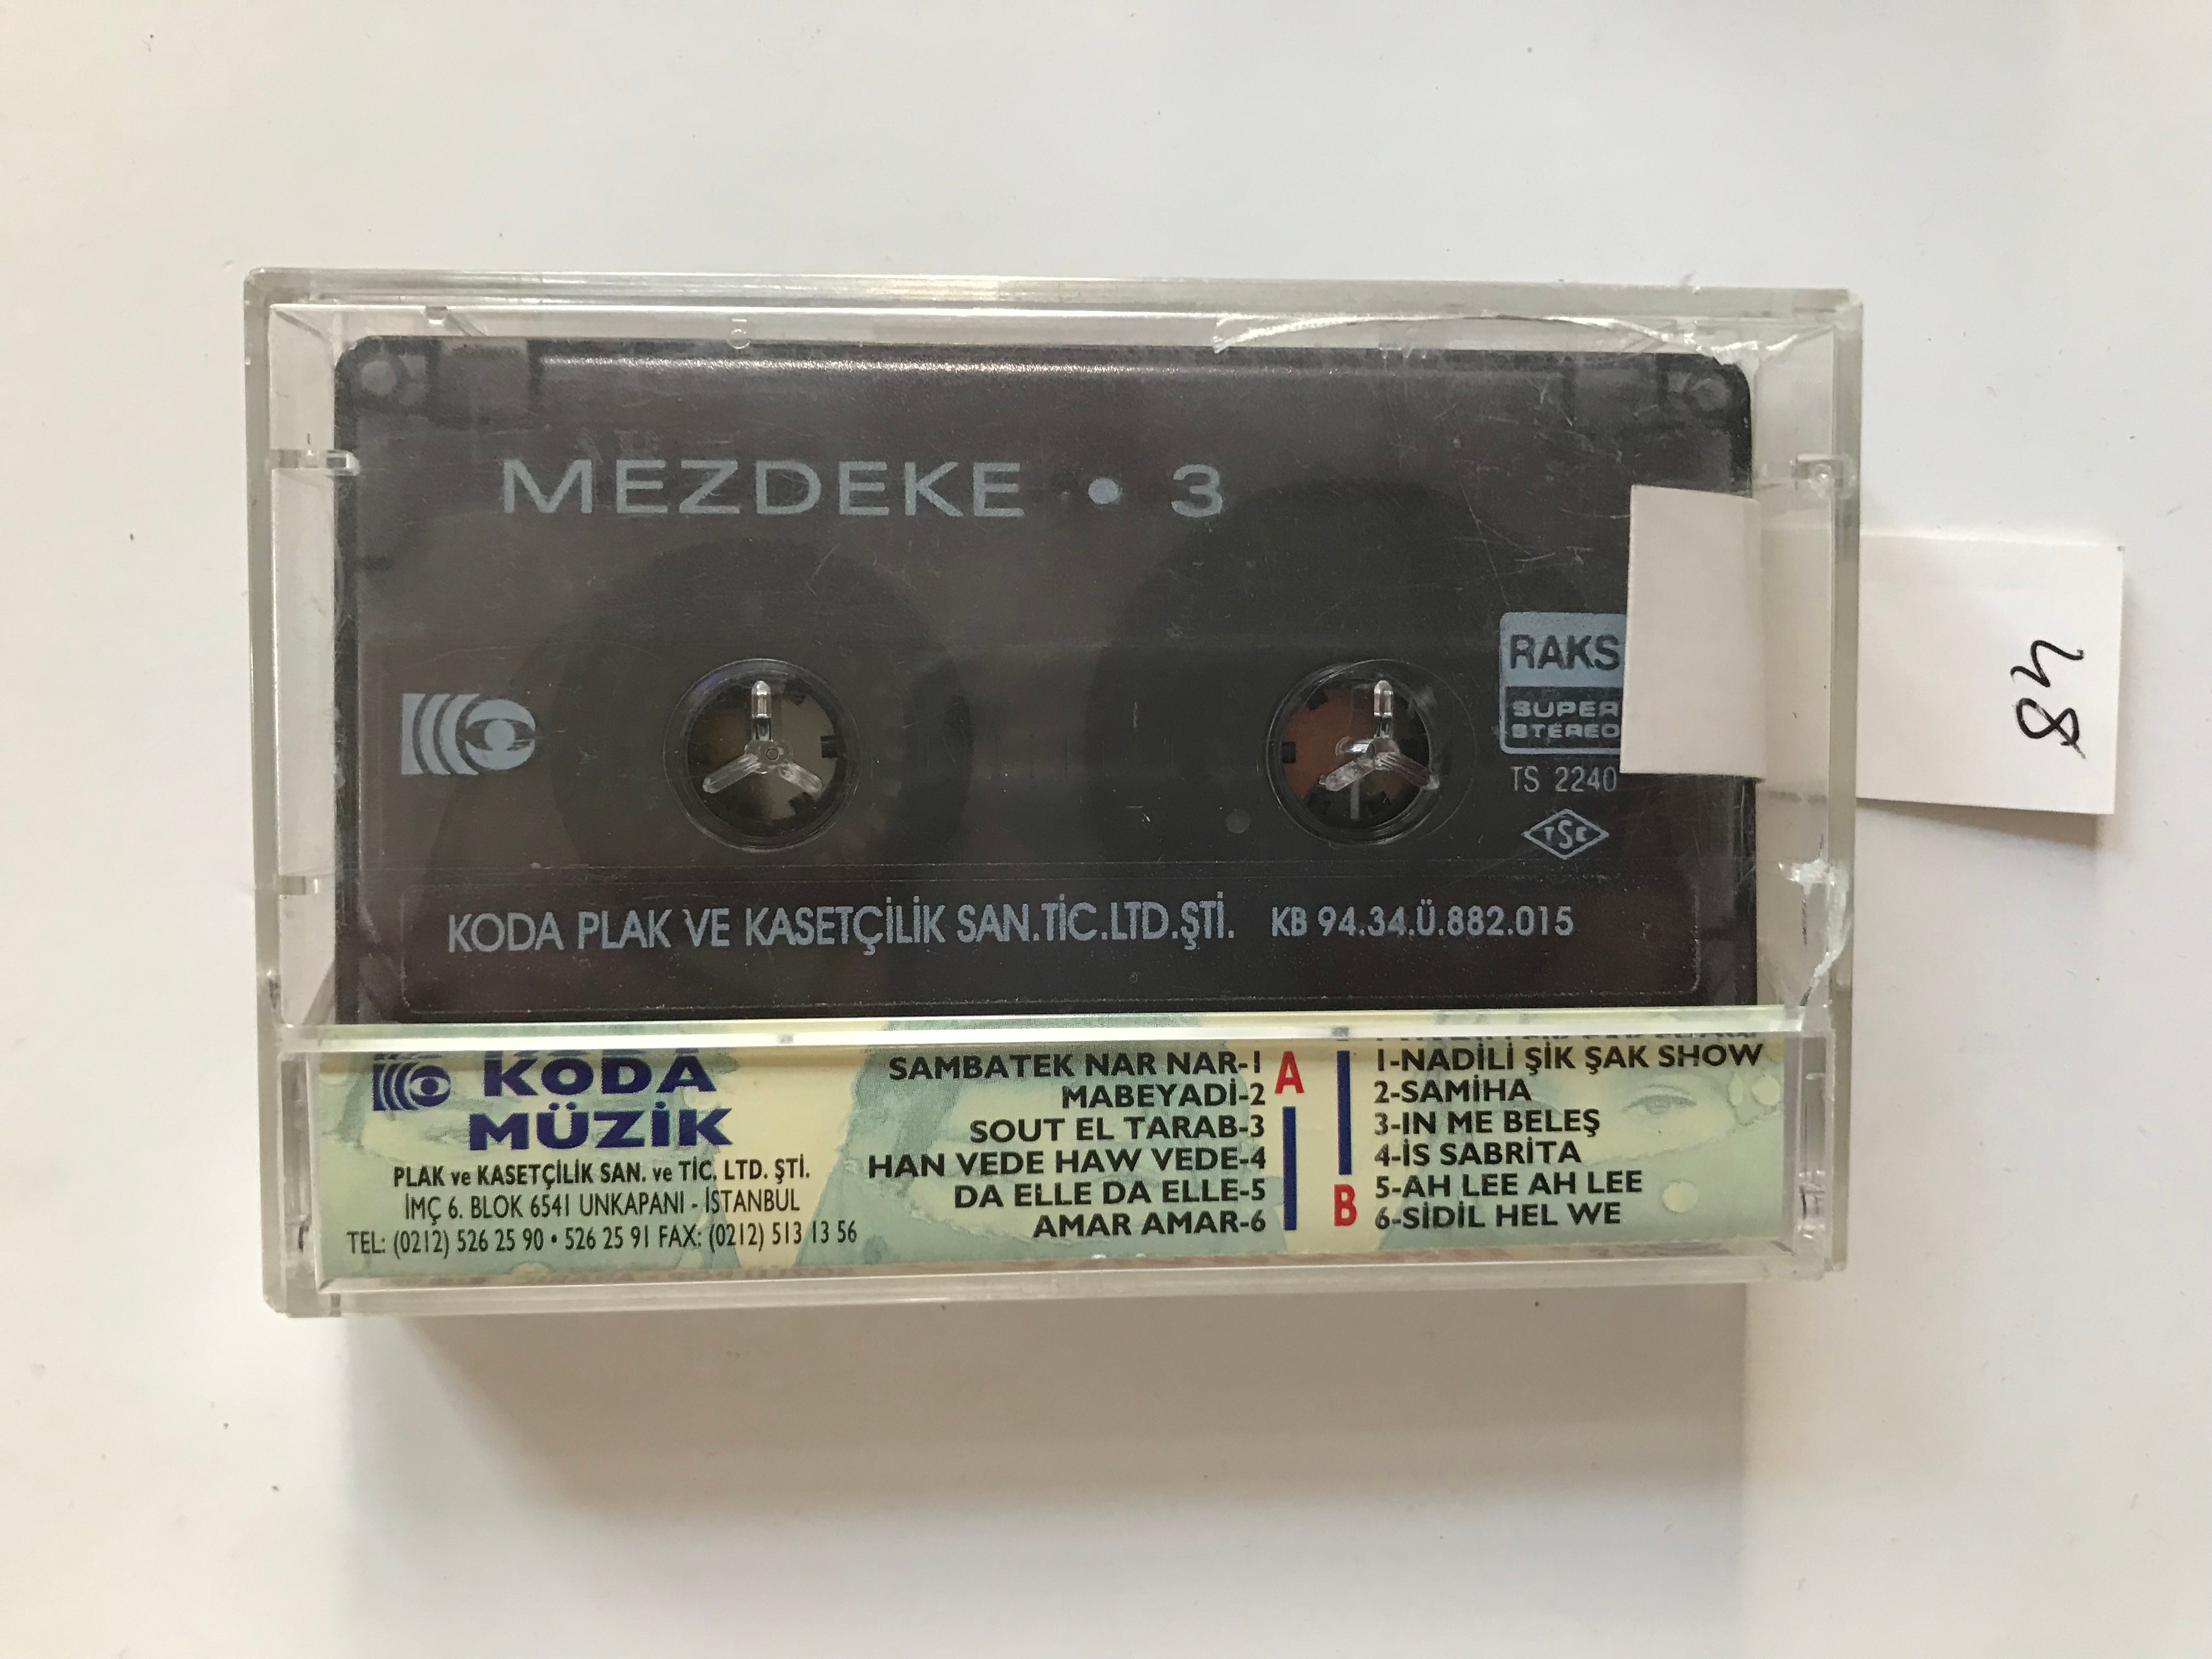 MEZDEKE • 3
RAKS
SUPER
STEREO
TS 2240
TSE
KODA PLAK VE KASETÇİLİK SAN.TİC.LTD.ŞTİ. KB 94.34.Ü.882.015
KODA
MÜZİK
PLAK ve KASETÇİLİK SAN. ve TİC. LTD. ŞTİ.
İMÇ 6. BLOK 6541 UNKAPANI - İSTANBUL
TEL: (0212) 526 25 90 • 526 25 91 FAX: (0212) 513 13 56
A
SAMBATEK NAR NAR-1
MABEYADİ-2
SOUT EL TARAB-3
HAN VEDE HAW VEDE-4
DA ELLE DA ELLE-5
AMAR AMAR-6
B
1-NADİLİ ŞİK ŞAK SHOW
2-SAMİHA
3-IN ME BELEŞ
4-İS SABRİTA
5-AH LEE AH LEE
6-SİDİL HEL WE